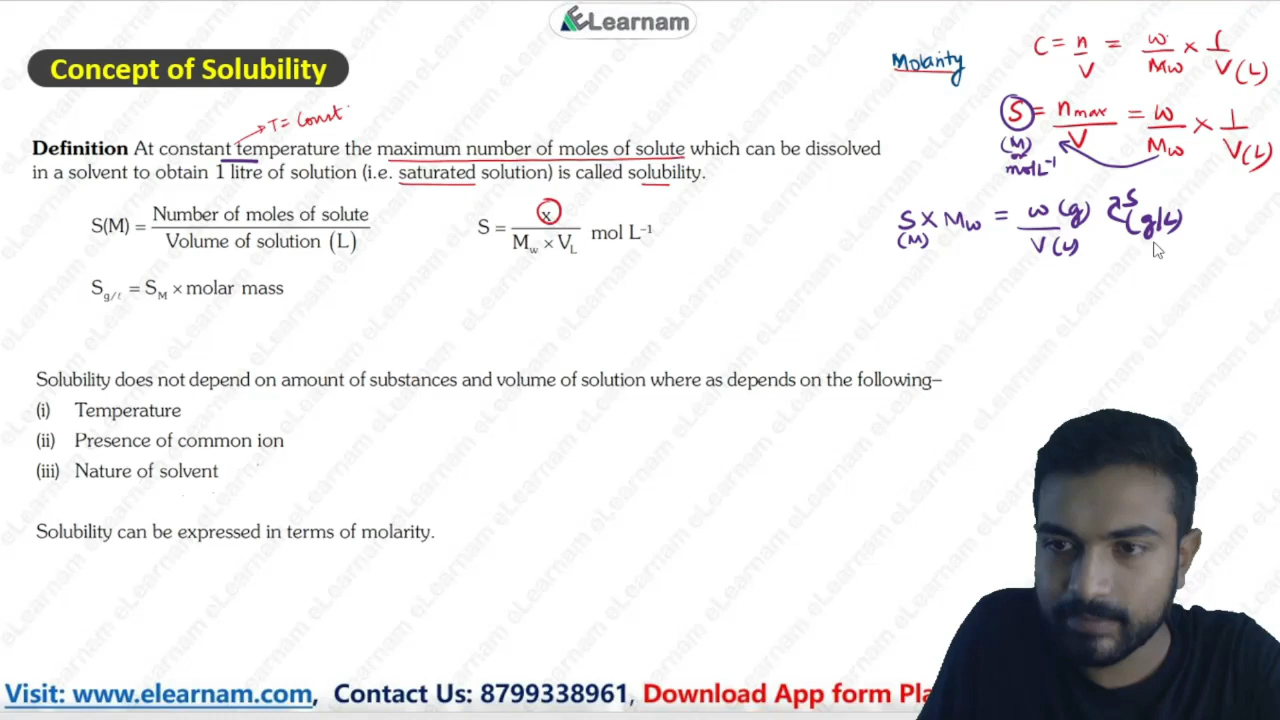 ELearnam
Concept of Solubility
Molarity
C = n/V = w/Mw × 1/V(L)
T = Const.
S = n max/V = w/Mw × 1/V(L)
(M) or mol L⁻¹
Definition At constant temperature the maximum number of moles of solute which can be dissolved
in a solvent to obtain 1 litre of solution (i.e. saturated solution) is called solubility.
S(M) = Number of moles of solute / Volume of solution (L)
S = x / Mw × VL mol L⁻¹
S × Mw = w(g)/V(L) S (g/L)
(M)
Sg/ℓ = SM × molar mass
Solubility does not depend on amount of substances and volume of solution where as depends on the following–
(i) Temperature
(ii) Presence of common ion
(iii) Nature of solvent
Solubility can be expressed in terms of molarity.
Visit: www.elearnam.com, Contact Us: 8799338961, Download App form Pla